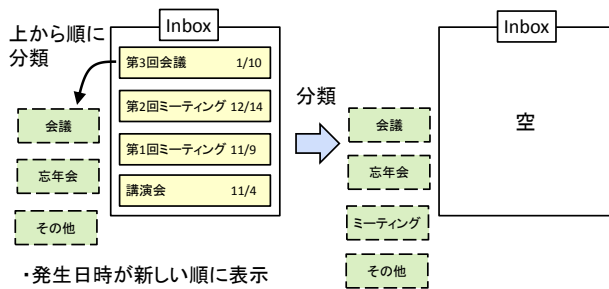 上から順に
分類
Inbox
第3回会議 1/10
第2回ミーティング 12/14
第1回ミーティング 11/9
講演会 11/4
会議
忘年会
その他
・発生日時が新しい順に表示
分類
会議
忘年会
ミーティング
その他
Inbox
空